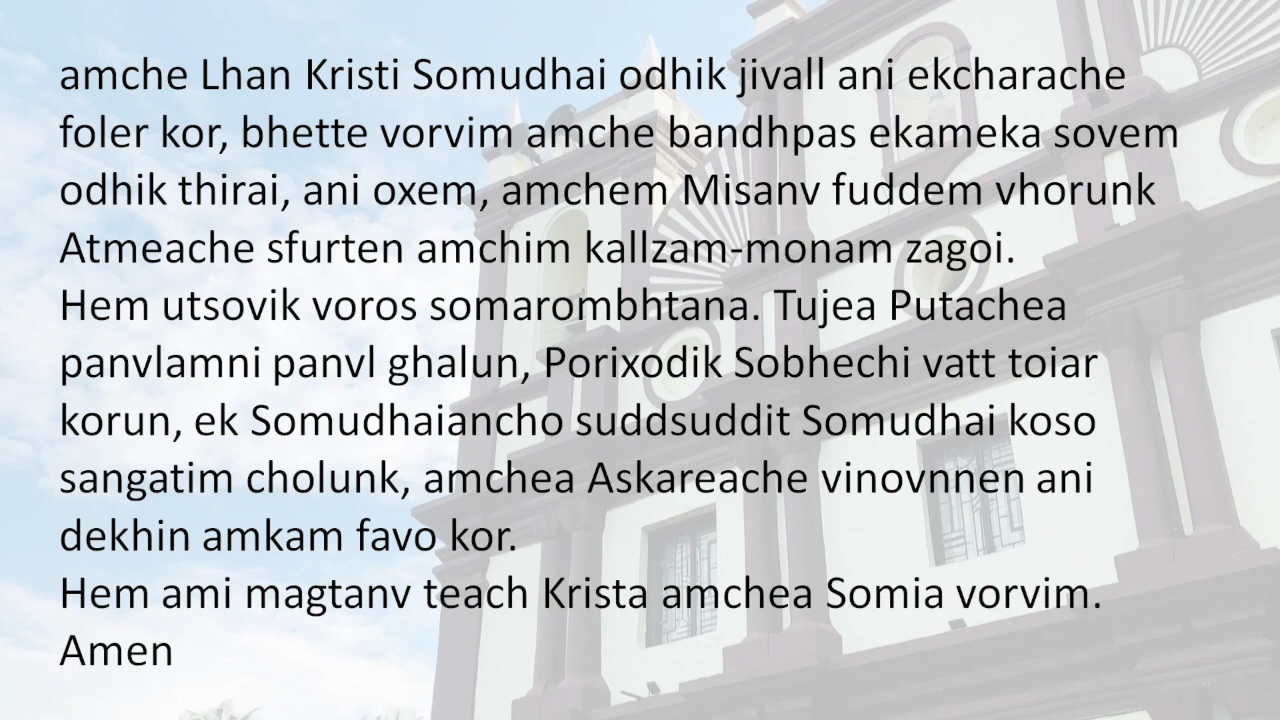 amche Lhan Kristi Somudhai odhik jivall ani ekcharache
foler kor, bhette vorvim amche bandhpas ekameka sovem
odhik thirai, ani oxem, amchem Misanv fuddem vhorunk
Atmeache sfurten amchim kallzam-monam zagoi.
Hem utsovik voros somarombhtana. Tujea Putachea
panvlamni panvl ghalun, Porixodik Sobhechi vatt toiar
korun, ek Somudhaiancho suddsuddit Somudhai koso
sangatim cholunk, amchea Askareache vinovnnen ani
dekhin amkam favo kor.
Hem ami magtanv teach Krista amchea Somia vorvim.
Amen